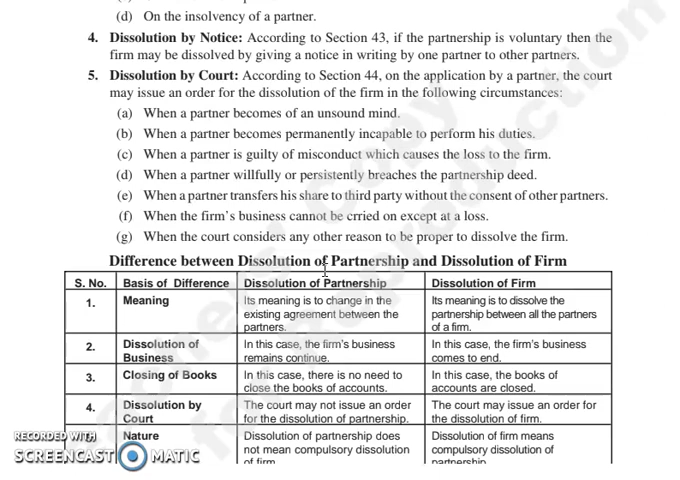 (d) On the insolvency of a partner.
4. Dissolution by Notice: According to Section 43, if the partnership is voluntary then the
firm may be dissolved by giving a notice in writing by one partner to other partners.
5. Dissolution by Court: According to Section 44, on the application by a partner, the court
may issue an order for the dissolution of the firm in the following circumstances:
(a) When a partner becomes of an unsound mind.
(b) When a partner becomes permanently incapable to perform his duties.
(c) When a partner is guilty of misconduct which causes the loss to the firm.
(d) When a partner willfully or persistently breaches the partnership deed.
(e) When a partner transfers his share to third party without the consent of other partners.
(f) When the firm's business cannot be crried on except at a loss.
(g) When the court considers any other reason to be proper to dissolve the firm.
Difference between Dissolution of Partnership and Dissolution of Firm
S. No. Basis of Difference Dissolution of Partnership Dissolution of Firm
1. Meaning Its meaning is to change in the Its meaning is to dissolve the
existing agreement between the partnership between all the partners
partners. of a firm.
2. Dissolution of In this case, the firm's business In this case, the firm's business
Business remains continue. comes to end.
3. Closing of Books In this case, there is no need to In this case, the books of
close the books of accounts. accounts are closed.
4. Dissolution by The court may not issue an order The court may issue an order for
Court for the dissolution of partnership. the dissolution of firm.
Nature Dissolution of partnership does Dissolution of firm means
not mean compulsory dissolution compulsory dissolution of
of firm partnership
RECORDED WITH
SCREENCAST MATIC